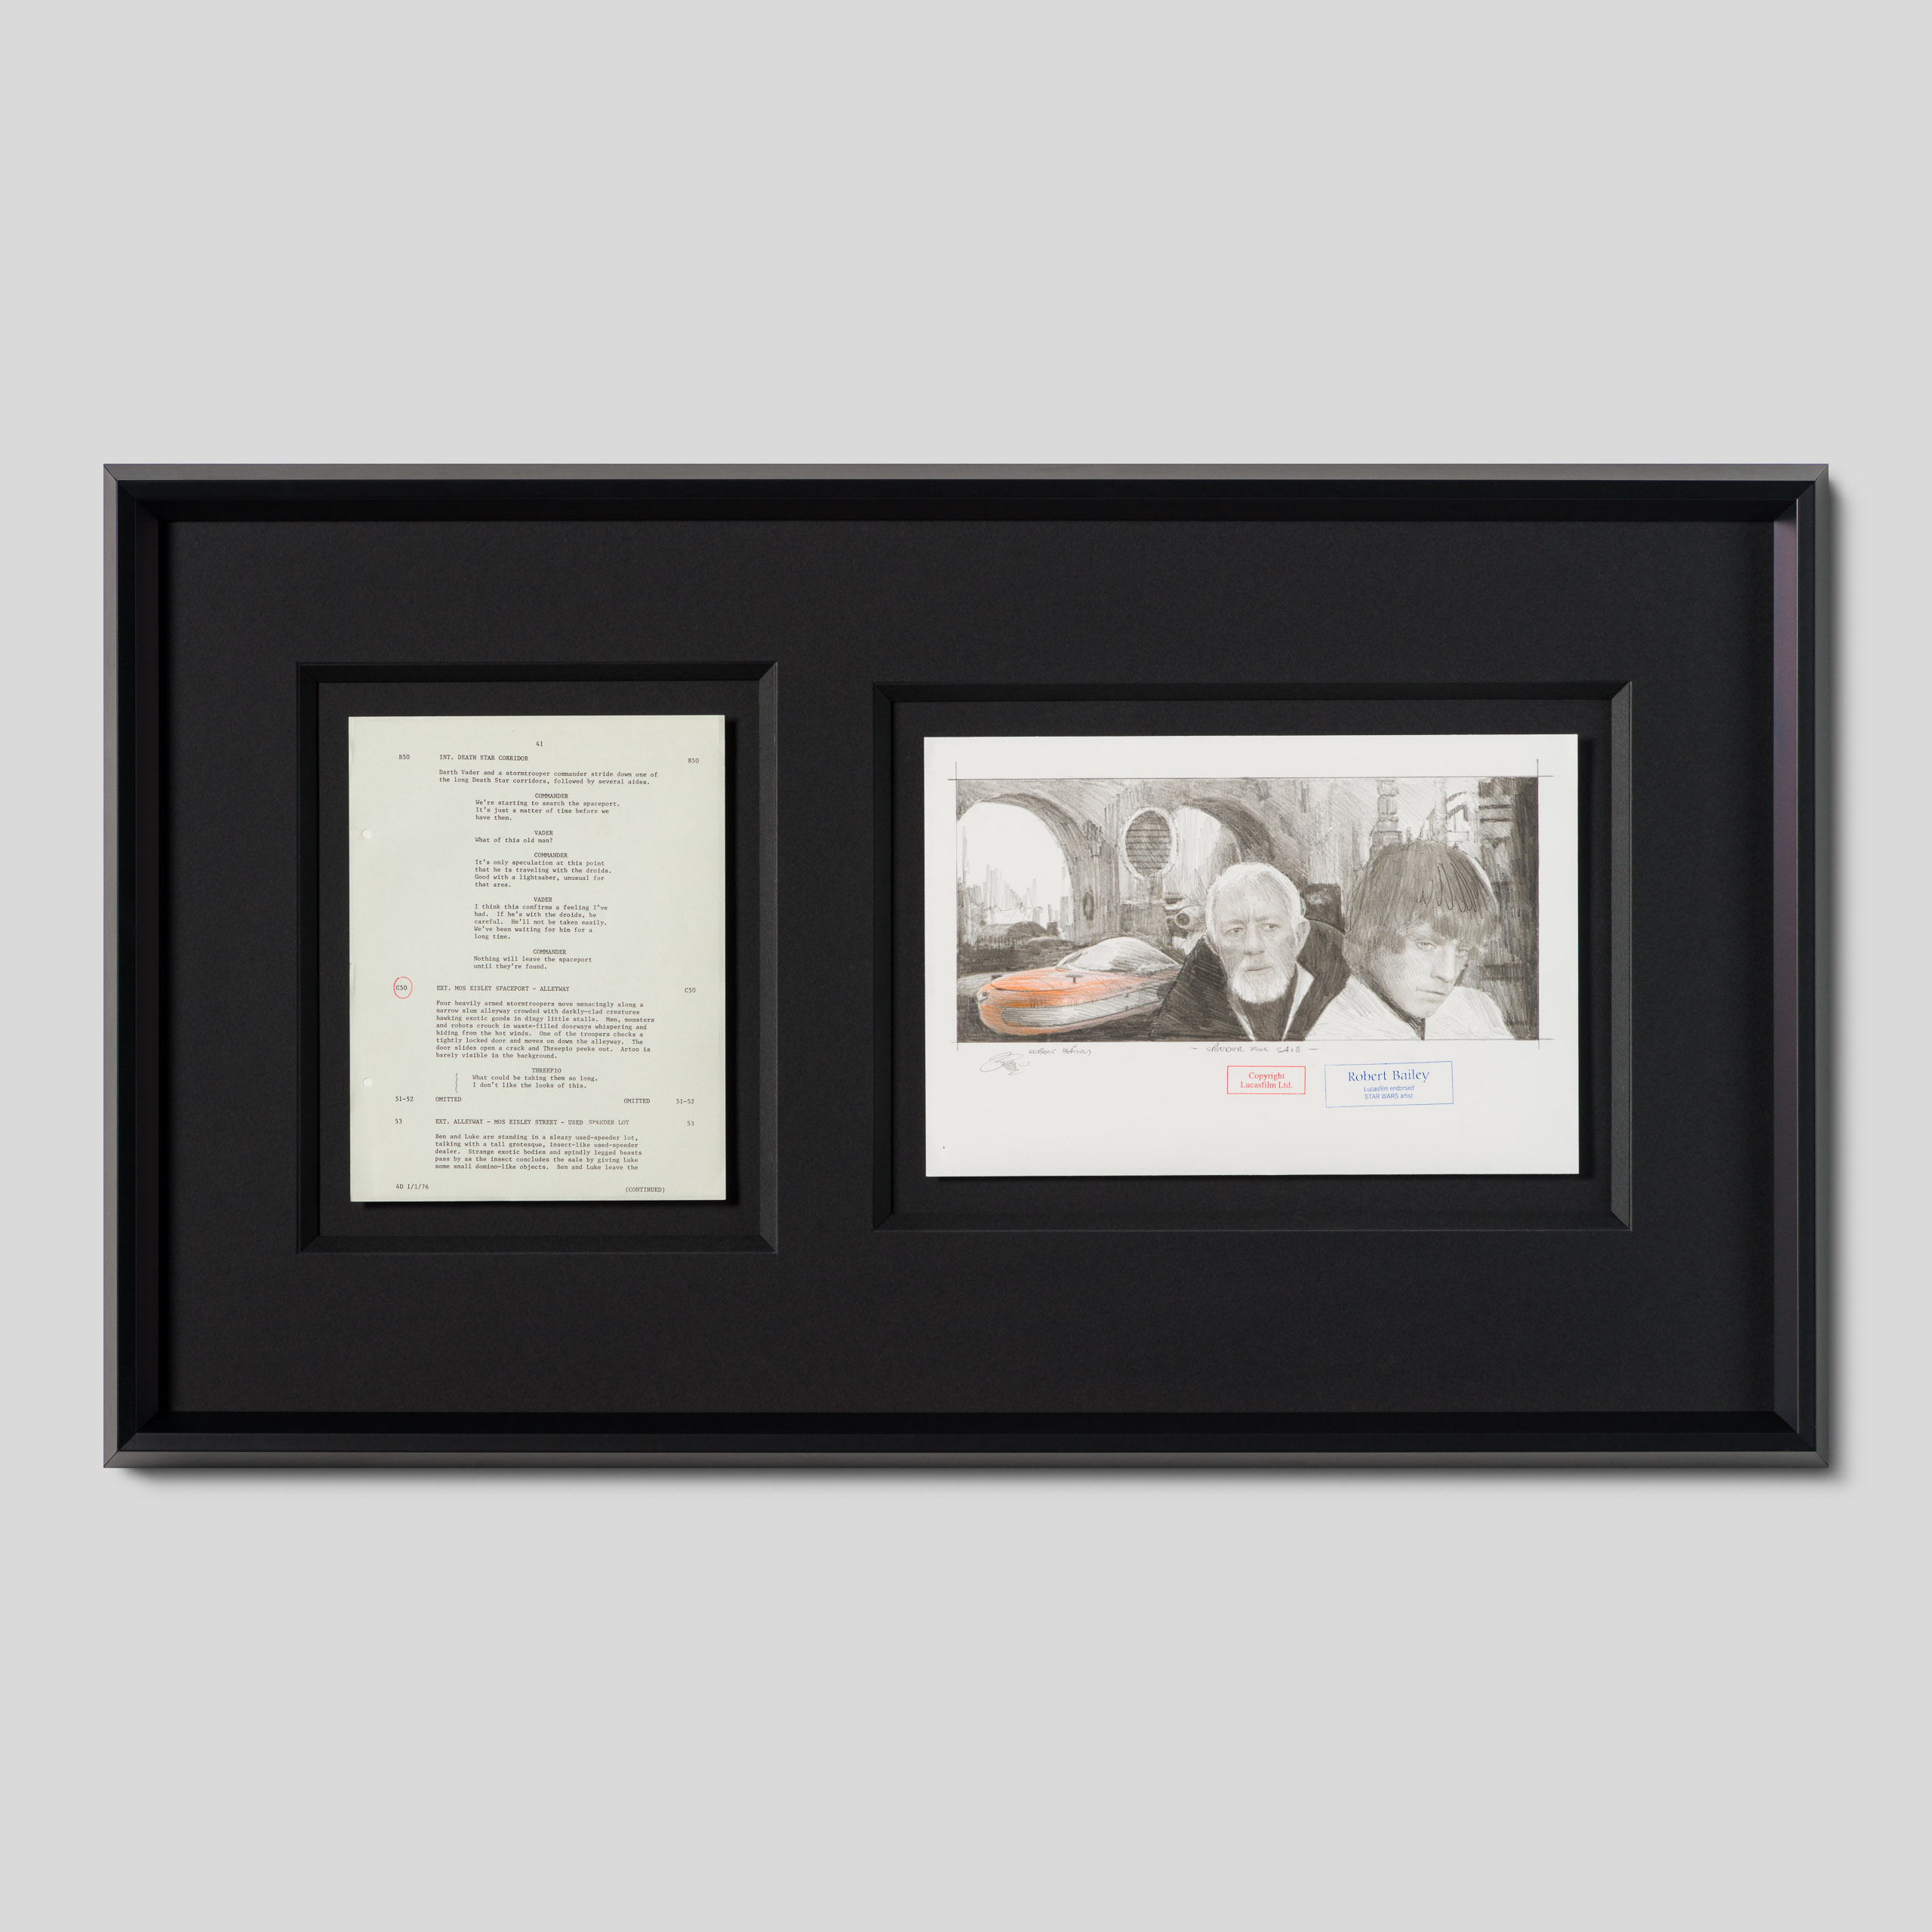 41
B50 INT. DEATH STAR CORRIDOR B50
Darth Vader and a stormtrooper commander stride down one of
the long Death Star corridors, followed by several aides.
COMMANDER
We're starting to search the spaceport.
It's just a matter of time before we
have them.
VADER
What of this old man?
COMMANDER
It's only speculation at this point
that he is traveling with the droids.
Good with a lightsaber, unusual for
that area.
VADER
I think this confirms a feeling I've
had. If he's with the droids, be
careful. He'll not be taken easily.
We've been waiting for him for a
long time.
COMMANDER
Nothing will leave the spaceport
until they're found.
C50 EXT. MOS EISLEY SPACEPORT - ALLEYWAY C50
Four heavily armed stormtroopers move menacingly along a
narrow slum alleyway crowded with darkly-clad creatures
hawking exotic goods in dingy little stalls. Men, monsters
and robots crouch in waste-filled doorways whispering and
hiding from the hot winds. One of the troopers checks a
tightly locked door and moves on down the alleyway. The
door slides open a crack and Threepio peeks out. Artoo is
barely visible in the background.
THREEPIO
What could be taking them so long.
I don't like the looks of this.
51-52 OMITTED OMITTED 51-52
53 EXT. ALLEYWAY - MOS EISLEY STREET - USED SPEEDER LOT 53
Ben and Luke are standing in a sleazy used-speeder lot,
talking with a tall grotesque, insect-like used-speeder
dealer. Strange exotic bodies and spindly legged beasts
pass by as the insect concludes the sale by giving Luke
some small domino-like objects. Ben and Luke leave the
4D 1/1/76 (CONTINUED)
ROBERT BAILEY - SPEEDER FOR SALE -
Copyright
Lucasfilm Ltd.
Robert Bailey
Lucasfilm endorsed
STAR WARS artist